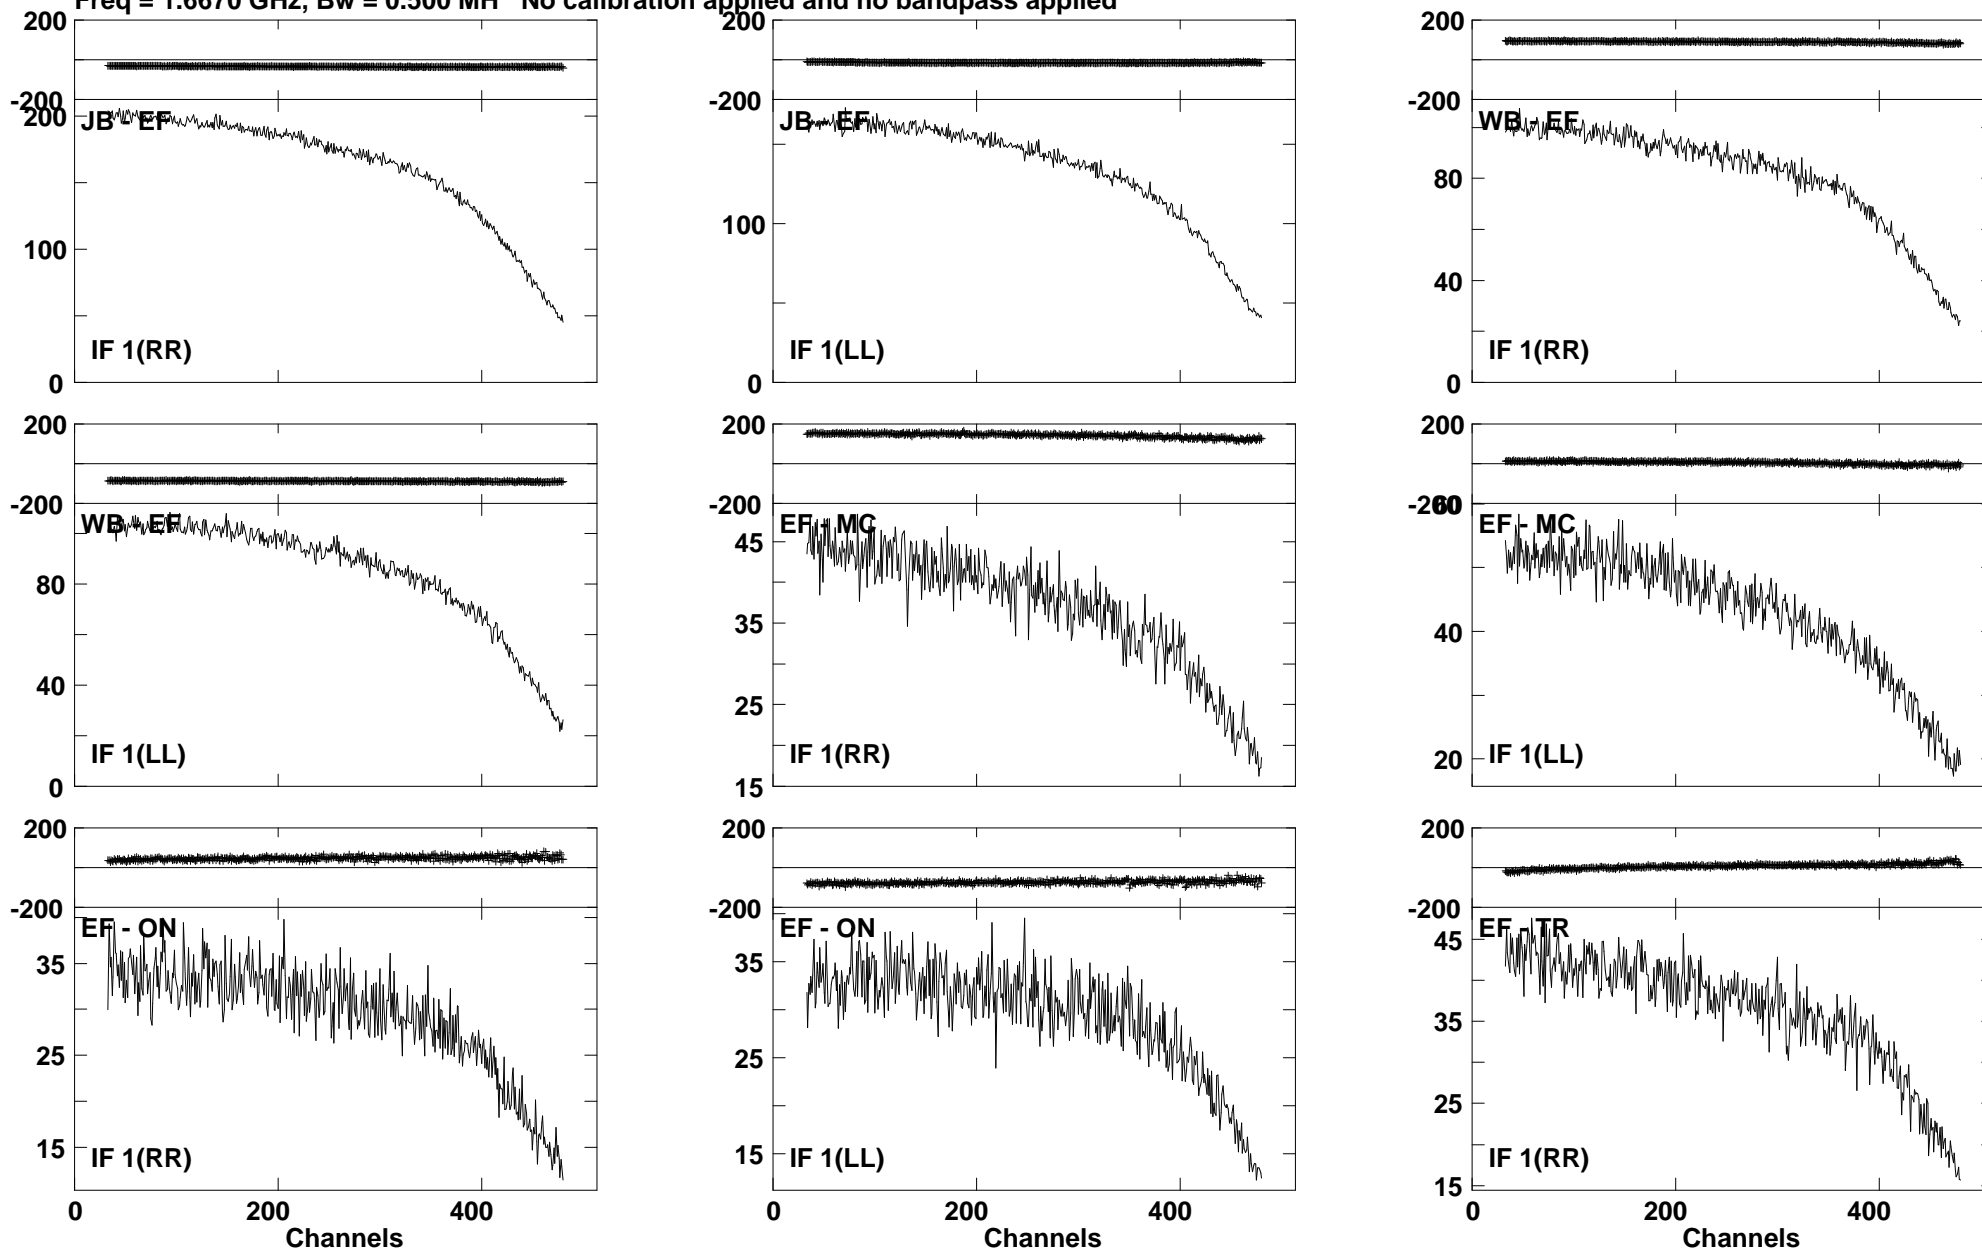 Freq = 1.6670 GHz, Bw = 0.500 MH No calibration applied and no bandpass applied
200
-200
200
100
0
JB - EF
IF 1(RR)
200
-200
100
0
JB - EF
IF 1(LL)
200
-200
80
40
0
WB - EF
IF 1(RR)
200
-200
80
40
0
WB - EF
IF 1(LL)
200
-200
45
35
25
15
EF - MC
IF 1(RR)
200
-200
60
40
20
EF - MC
IF 1(LL)
200
-200
35
25
15
EF - ON
IF 1(RR)
0 200 400
Channels
200
-200
35
25
15
EF - ON
IF 1(LL)
0 200 400
Channels
200
-200
45
35
25
15
EF - TR
IF 1(RR)
0 200 400
Channels